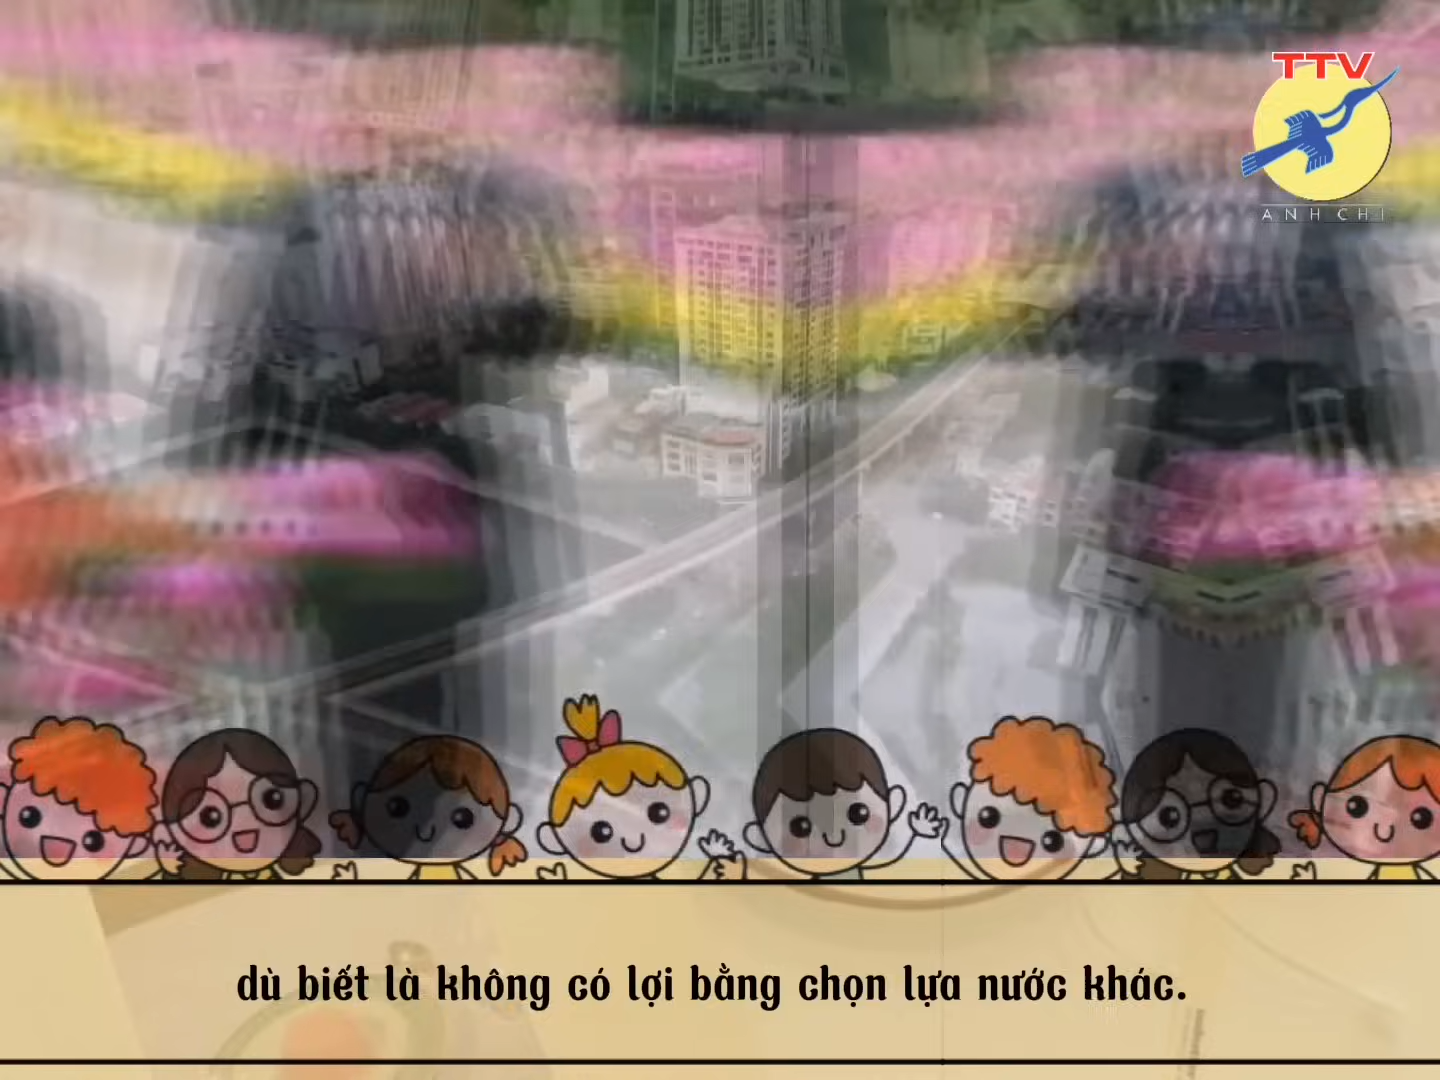 TTV
ANH CHI
dù biết là không có lợi bằng chọn lựa nước khác.